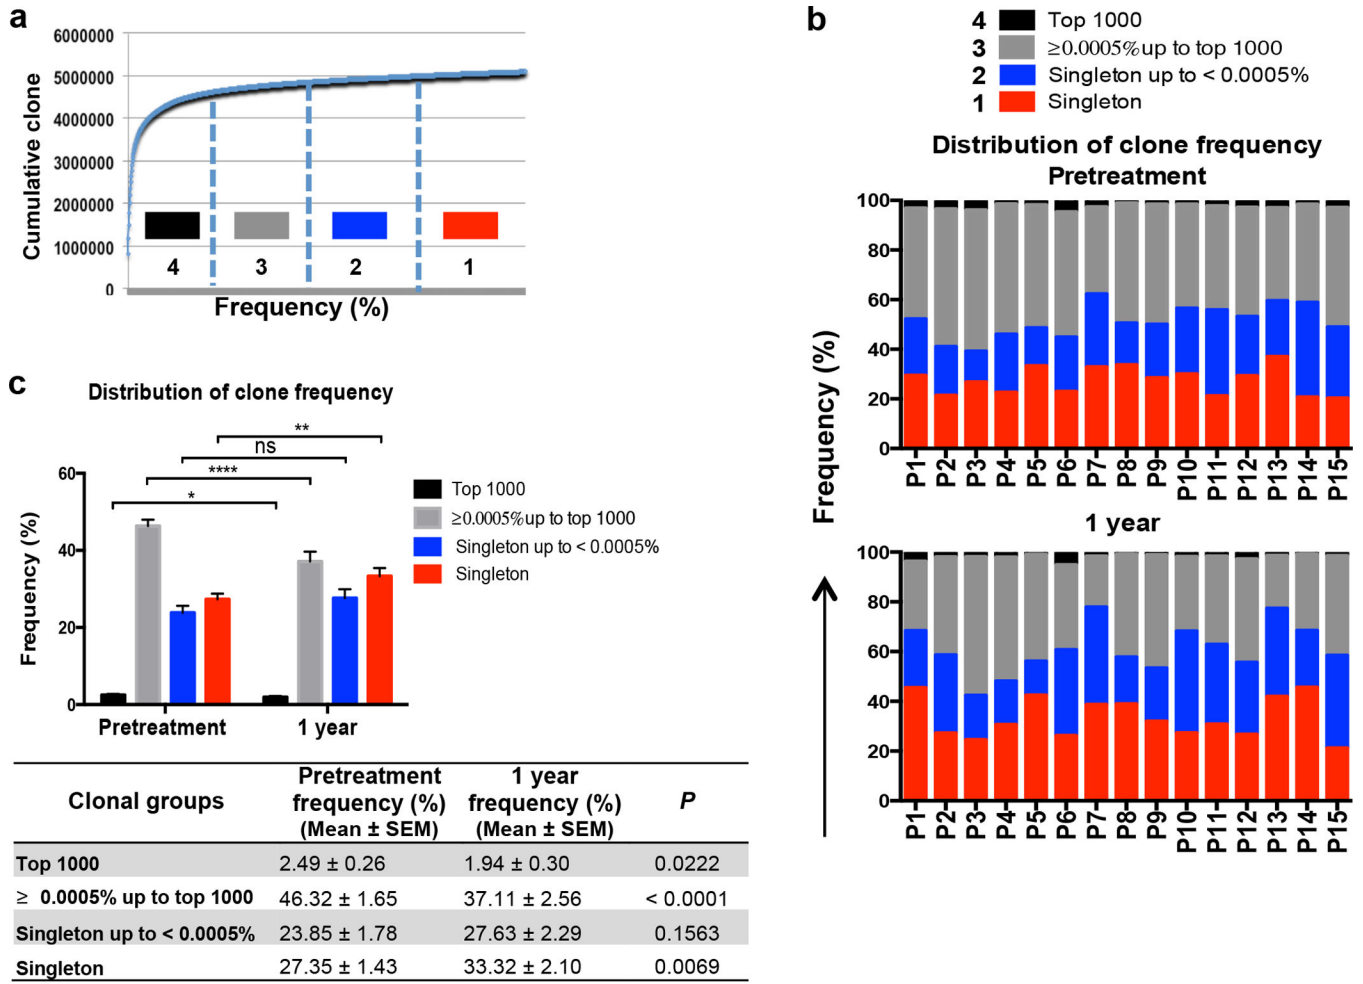 a
6000000
5000000
4000000
3000000
2000000
1000000
0
Cumulative clone
4
3
2
1
Frequency (%)
b
4 Top 1000
3 ≥0.0005% up to top 1000
2 Singleton up to < 0.0005%
1 Singleton
Distribution of clone frequency
Pretreatment
100
80
60
40
20
0
P1 P2 P3 P4 P5 P6 P7 P8 P9 P10 P11 P12 P13 P14 P15
Frequency (%)
1 year
100
80
60
40
20
0
P1 P2 P3 P4 P5 P6 P7 P8 P9 P10 P11 P12 P13 P14 P15
c
Distribution of clone frequency
**
ns
****
*
60
40
20
0
Frequency (%)
Pretreatment
1 year
Top 1000
≥0.0005% up to top 1000
Singleton up to < 0.0005%
Singleton
Clonal groups
Pretreatment frequency (%) (Mean ± SEM)
1 year frequency (%) (Mean ± SEM)
P
Top 1000 2.49 ± 0.26 1.94 ± 0.30 0.0222
≥ 0.0005% up to top 1000 46.32 ± 1.65 37.11 ± 2.56 < 0.0001
Singleton up to < 0.0005% 23.85 ± 1.78 27.63 ± 2.29 0.1563
Singleton 27.35 ± 1.43 33.32 ± 2.10 0.0069